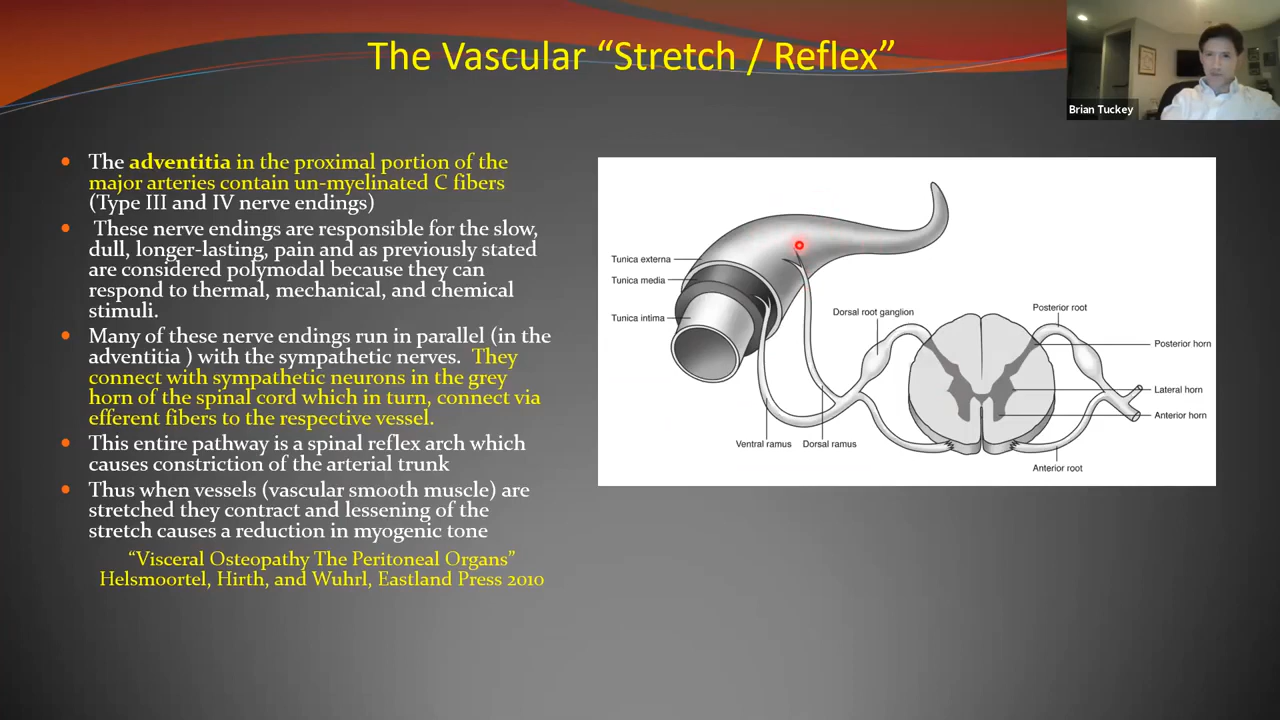 The Vascular “Stretch / Reflex”
Brian Tuckey
The adventitia in the proximal portion of the
major arteries contain un-myelinated C fibers
(Type III and IV nerve endings)
These nerve endings are responsible for the slow,
dull, longer-lasting, pain and as previously stated
are considered polymodal because they can
respond to thermal, mechanical, and chemical
stimuli.
Many of these nerve endings run in parallel (in the
adventitia ) with the sympathetic nerves. They
connect with sympathetic neurons in the grey
horn of the spinal cord which in turn, connect via
efferent fibers to the respective vessel.
This entire pathway is a spinal reflex arch which
causes constriction of the arterial trunk
Thus when vessels (vascular smooth muscle) are
stretched they contract and lessening of the
stretch causes a reduction in myogenic tone
“Visceral Osteopathy The Peritoneal Organs”
Helsmoortel, Hirth, and Wuhrl, Eastland Press 2010
Tunica externa
Tunica media
Tunica intima
Dorsal root ganglion
Posterior root
Posterior horn
Lateral horn
Anterior horn
Ventral ramus
Dorsal ramus
Anterior root